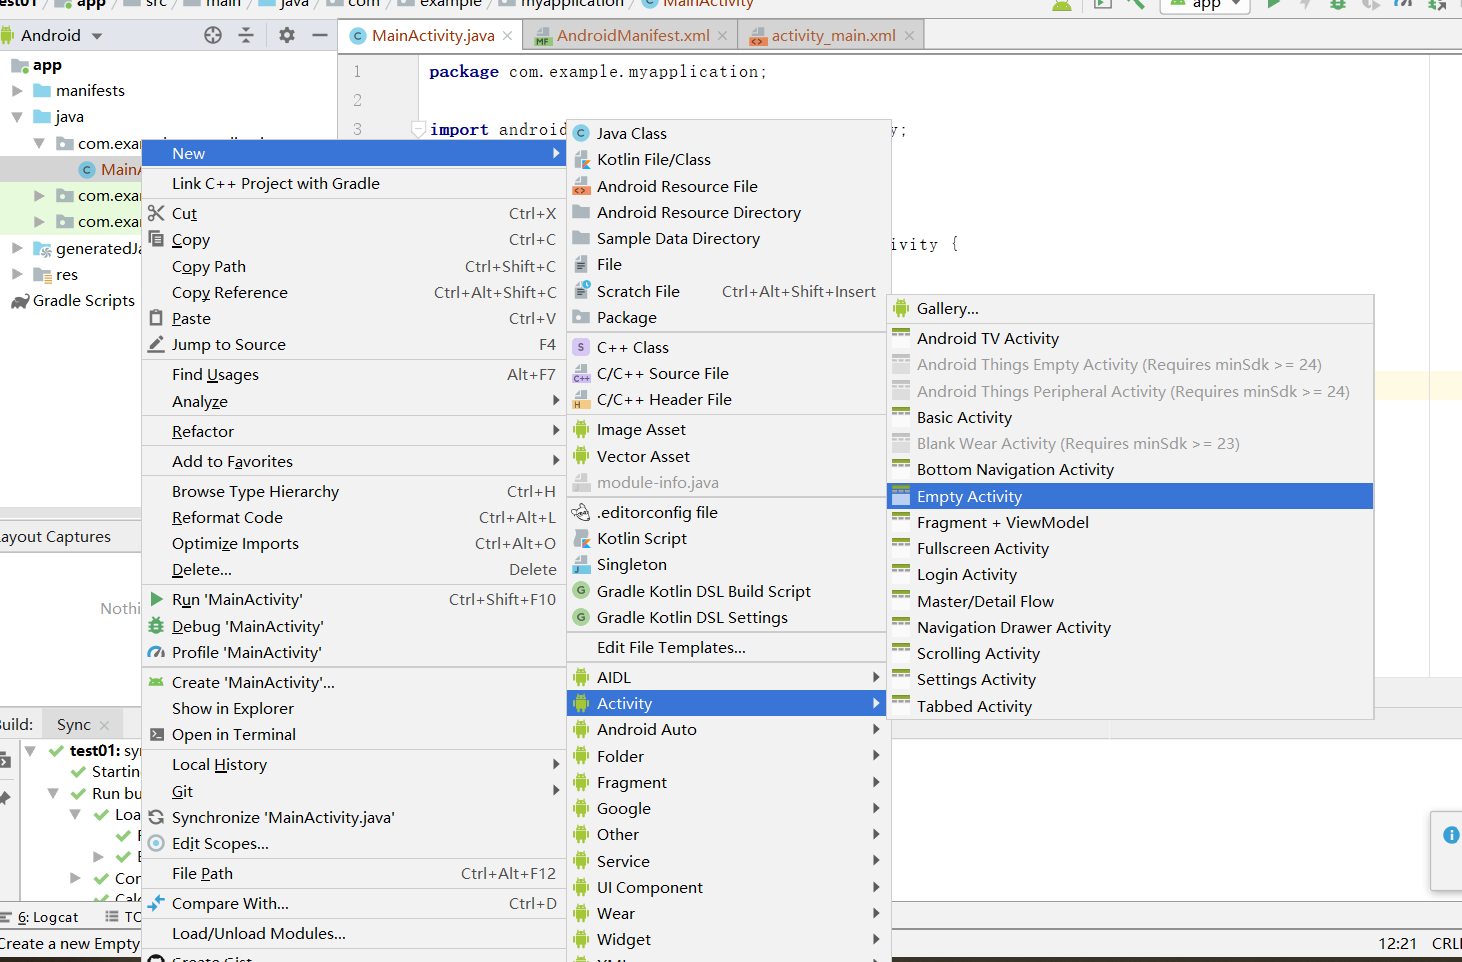 test01 app src main java com example myapplication MainActivity
app
Android
MainActivity.java
AndroidManifest.xml
activity_main.xml
app
manifests
java
com.exa
MainA
com.exa
com.exa
generatedJa
res
Gradle Scripts
1 package com.example.myapplication;
2
3 import android
y;
ivity {
New
Link C++ Project with Gradle
Cut Ctrl+X
Copy Ctrl+C
Copy Path Ctrl+Shift+C
Copy Reference Ctrl+Alt+Shift+C
Paste Ctrl+V
Jump to Source F4
Find Usages Alt+F7
Analyze
Refactor
Add to Favorites
Browse Type Hierarchy Ctrl+H
Reformat Code Ctrl+Alt+L
Optimize Imports Ctrl+Alt+O
Delete... Delete
Run 'MainActivity' Ctrl+Shift+F10
Debug 'MainActivity'
Profile 'MainActivity'
Create 'MainActivity'...
Show in Explorer
Open in Terminal
Local History
Git
Synchronize 'MainActivity.java'
Edit Scopes...
File Path Ctrl+Alt+F12
Compare With... Ctrl+D
Load/Unload Modules...
Create Gist
Java Class
Kotlin File/Class
Android Resource File
Android Resource Directory
Sample Data Directory
File
Scratch File Ctrl+Alt+Shift+Insert
Package
C++ Class
C/C++ Source File
C/C++ Header File
Image Asset
Vector Asset
module-info.java
.editorconfig file
Kotlin Script
Singleton
Gradle Kotlin DSL Build Script
Gradle Kotlin DSL Settings
Edit File Templates...
AIDL
Activity
Android Auto
Folder
Fragment
Google
Other
Service
UI Component
Wear
Widget
XML
Gallery...
Android TV Activity
Android Things Empty Activity (Requires minSdk >= 24)
Android Things Peripheral Activity (Requires minSdk >= 24)
Basic Activity
Blank Wear Activity (Requires minSdk >= 23)
Bottom Navigation Activity
Empty Activity
Fragment + ViewModel
Fullscreen Activity
Login Activity
Master/Detail Flow
Navigation Drawer Activity
Scrolling Activity
Settings Activity
Tabbed Activity
ayout Captures
Nothi
uild: Sync
test01: sy
Startin
Run bu
Loa
Con
Calc
6: Logcat TO
Create a new Empty
12:21 CRL